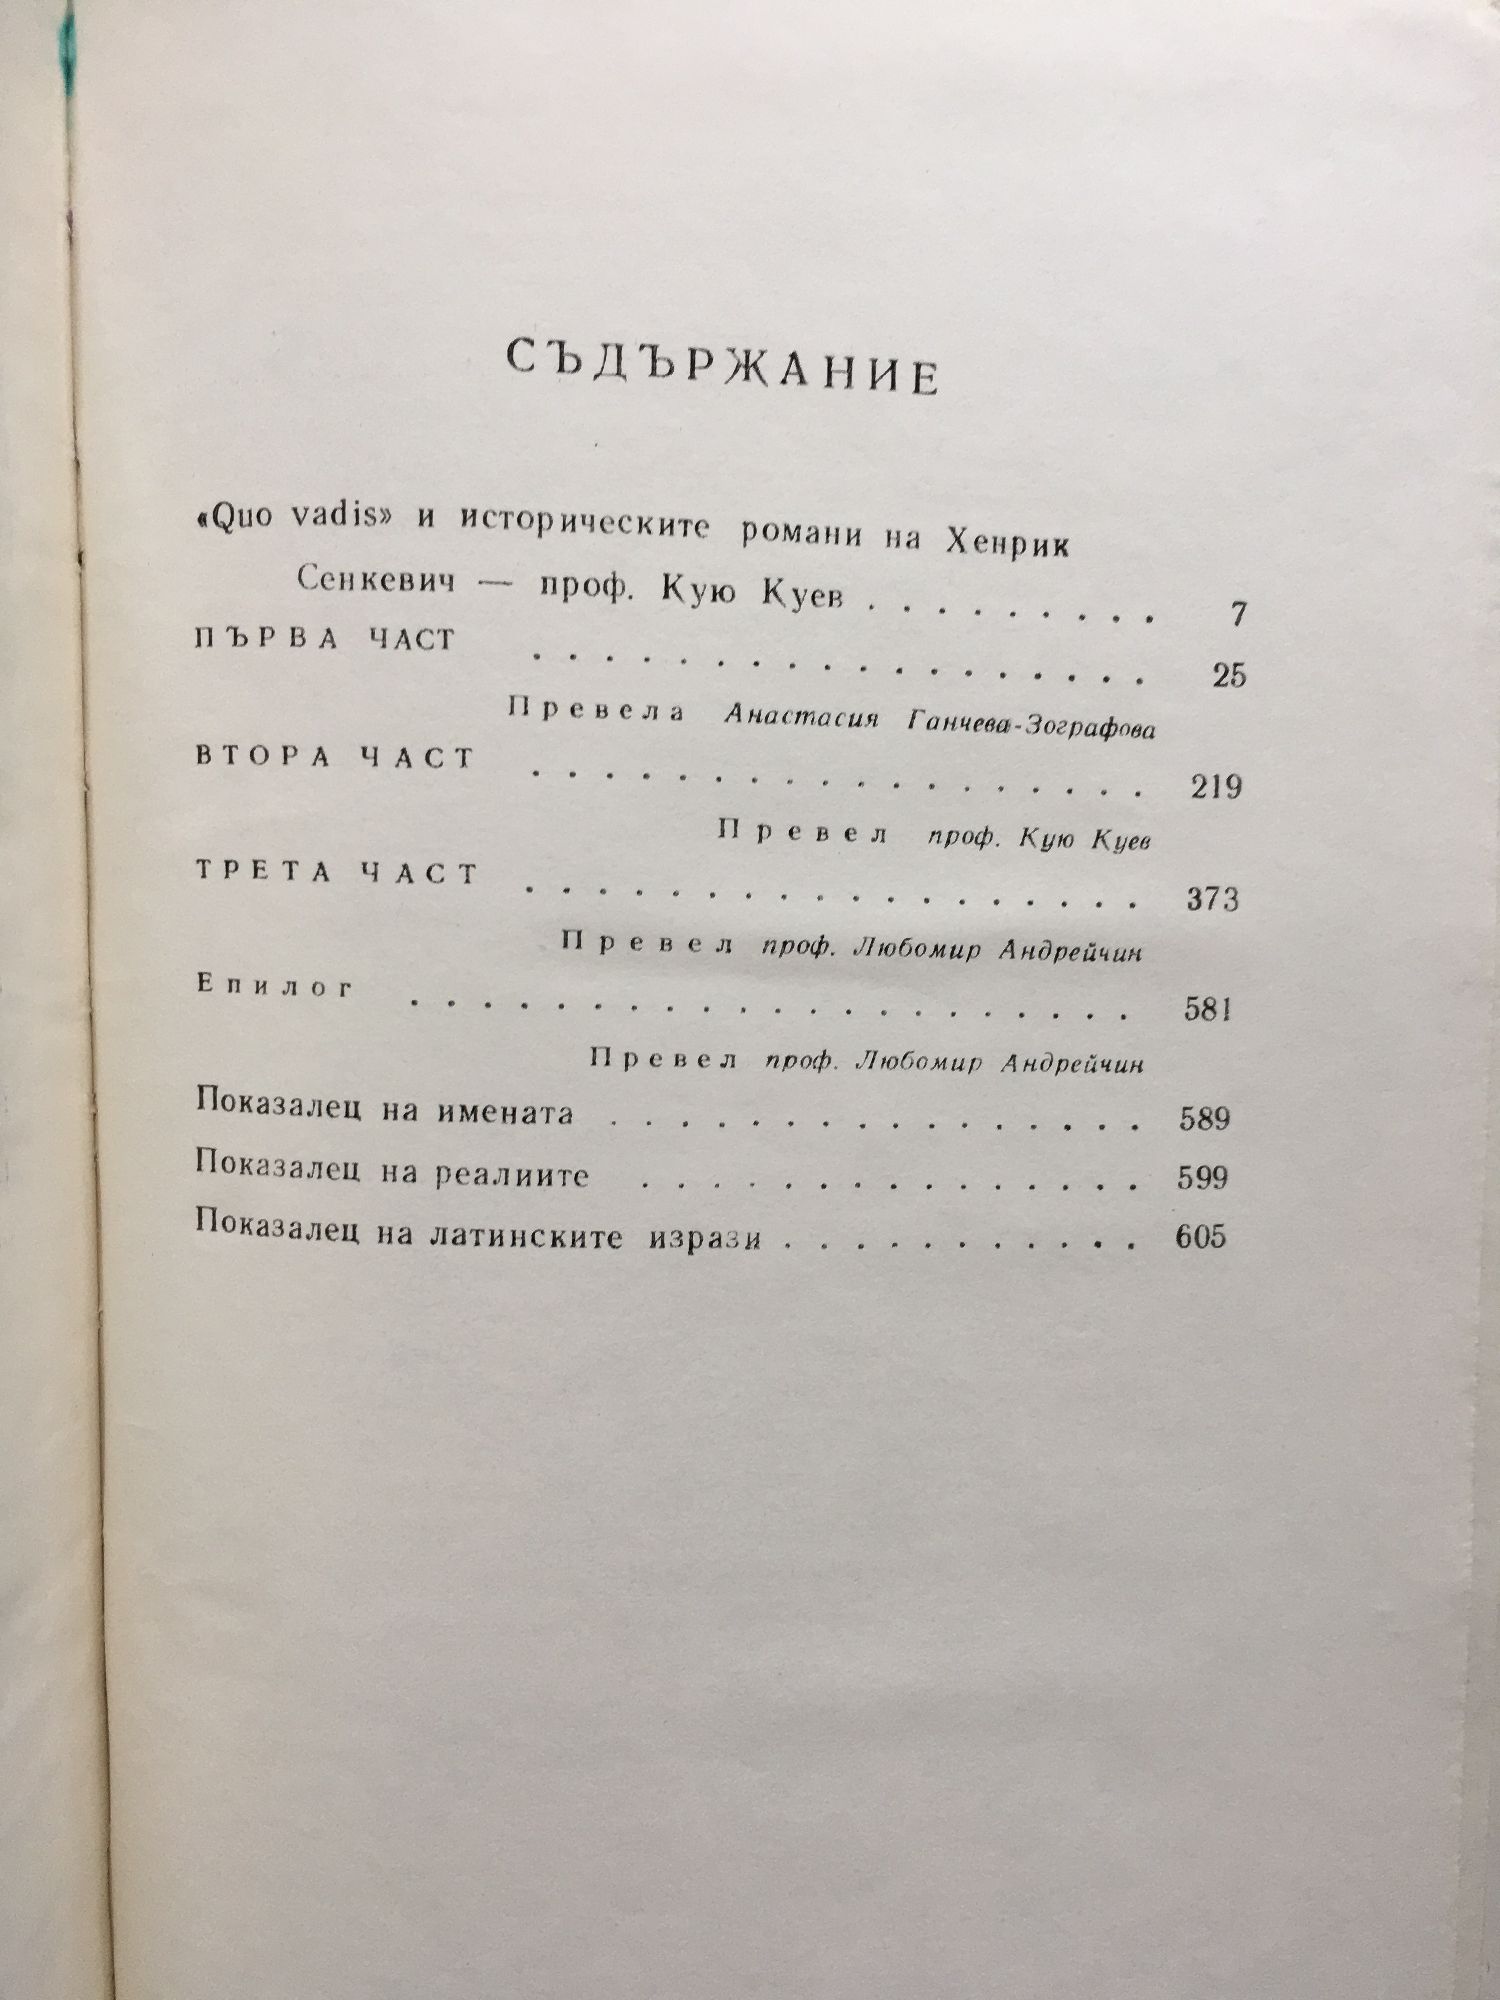 СЪДЪРЖАНИЕ
«Quo vadis» и историческите романи на Хенрик
Сенкевич — проф. Кую Куев . . . . . . . . . 7
ПЪРВА ЧАСТ . . . . . . . . . . . . . . . . . 25
Превела Анастасия Ганчева-Зографова
ВТОРА ЧАСТ . . . . . . . . . . . . . . . . . 219
Превел проф. Кую Куев
ТРЕТА ЧАСТ . . . . . . . . . . . . . . . . . 373
Превел проф. Любомир Андрейчин
Епилог . . . . . . . . . . . . . . . . . . . . . 581
Превел проф. Любомир Андрейчин
Показалец на имената . . . . . . . . . . . . . . . 589
Показалец на реалиите . . . . . . . . . . . . . . 599
Показалец на латинските изрази . . . . . . . . . . . 605